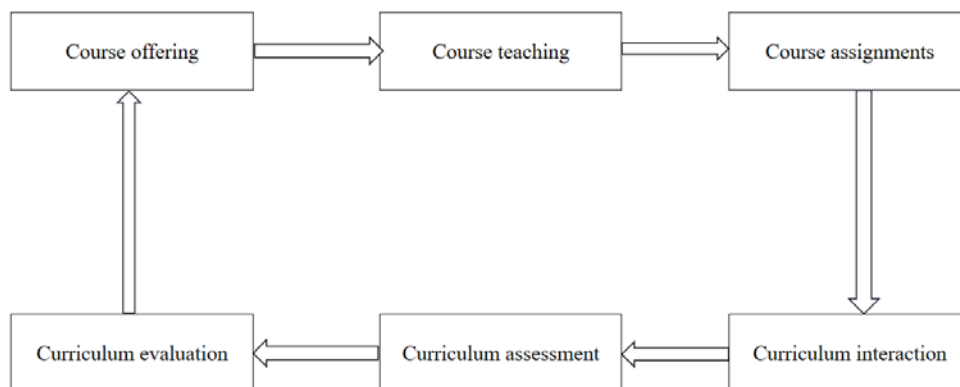 Course offering
Course teaching
Course assignments
Curriculum evaluation
Curriculum assessment
Curriculum interaction